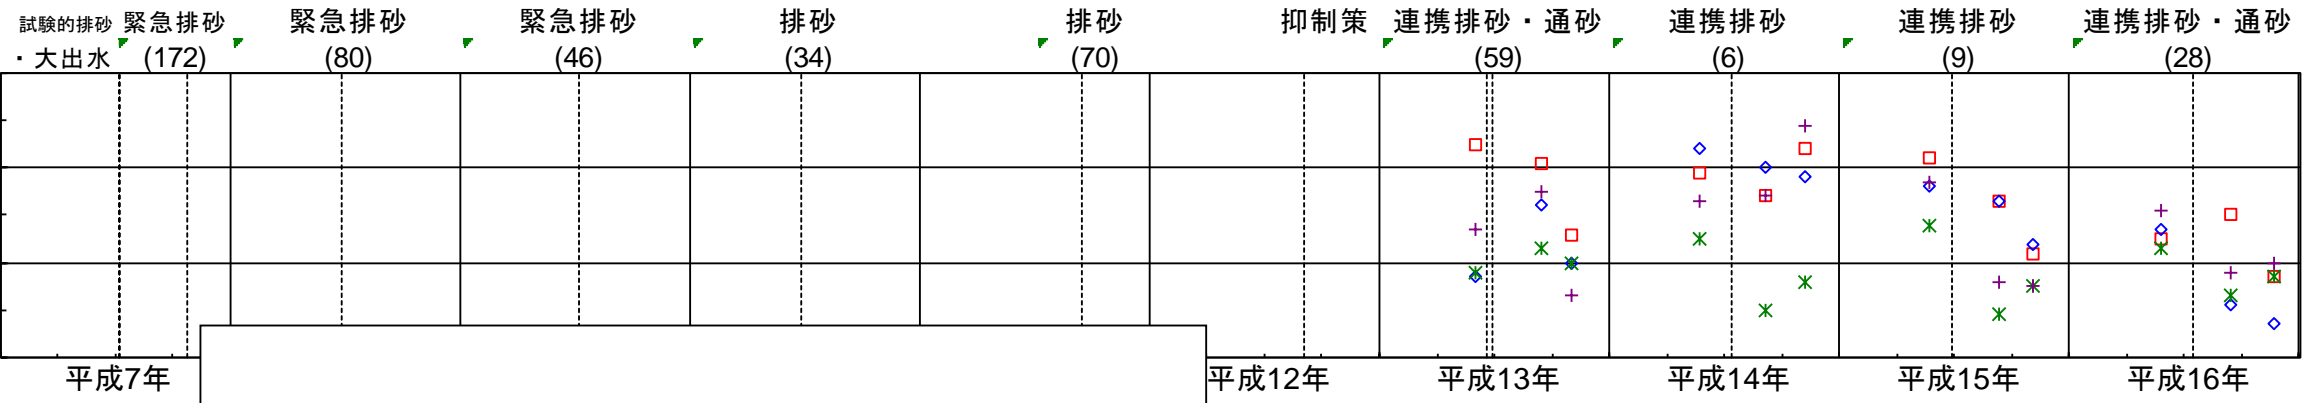 試験的排砂 緊急排砂 緊急排砂 緊急排砂 排砂 排砂 抑制策 連携排砂・通砂 連携排砂 連携排砂 連携排砂・通砂
・大出水 (172) (80) (46) (34) (70) (59) (6) (9) (28)
平成7年 平成12年 平成13年 平成14年 平成15年 平成16年